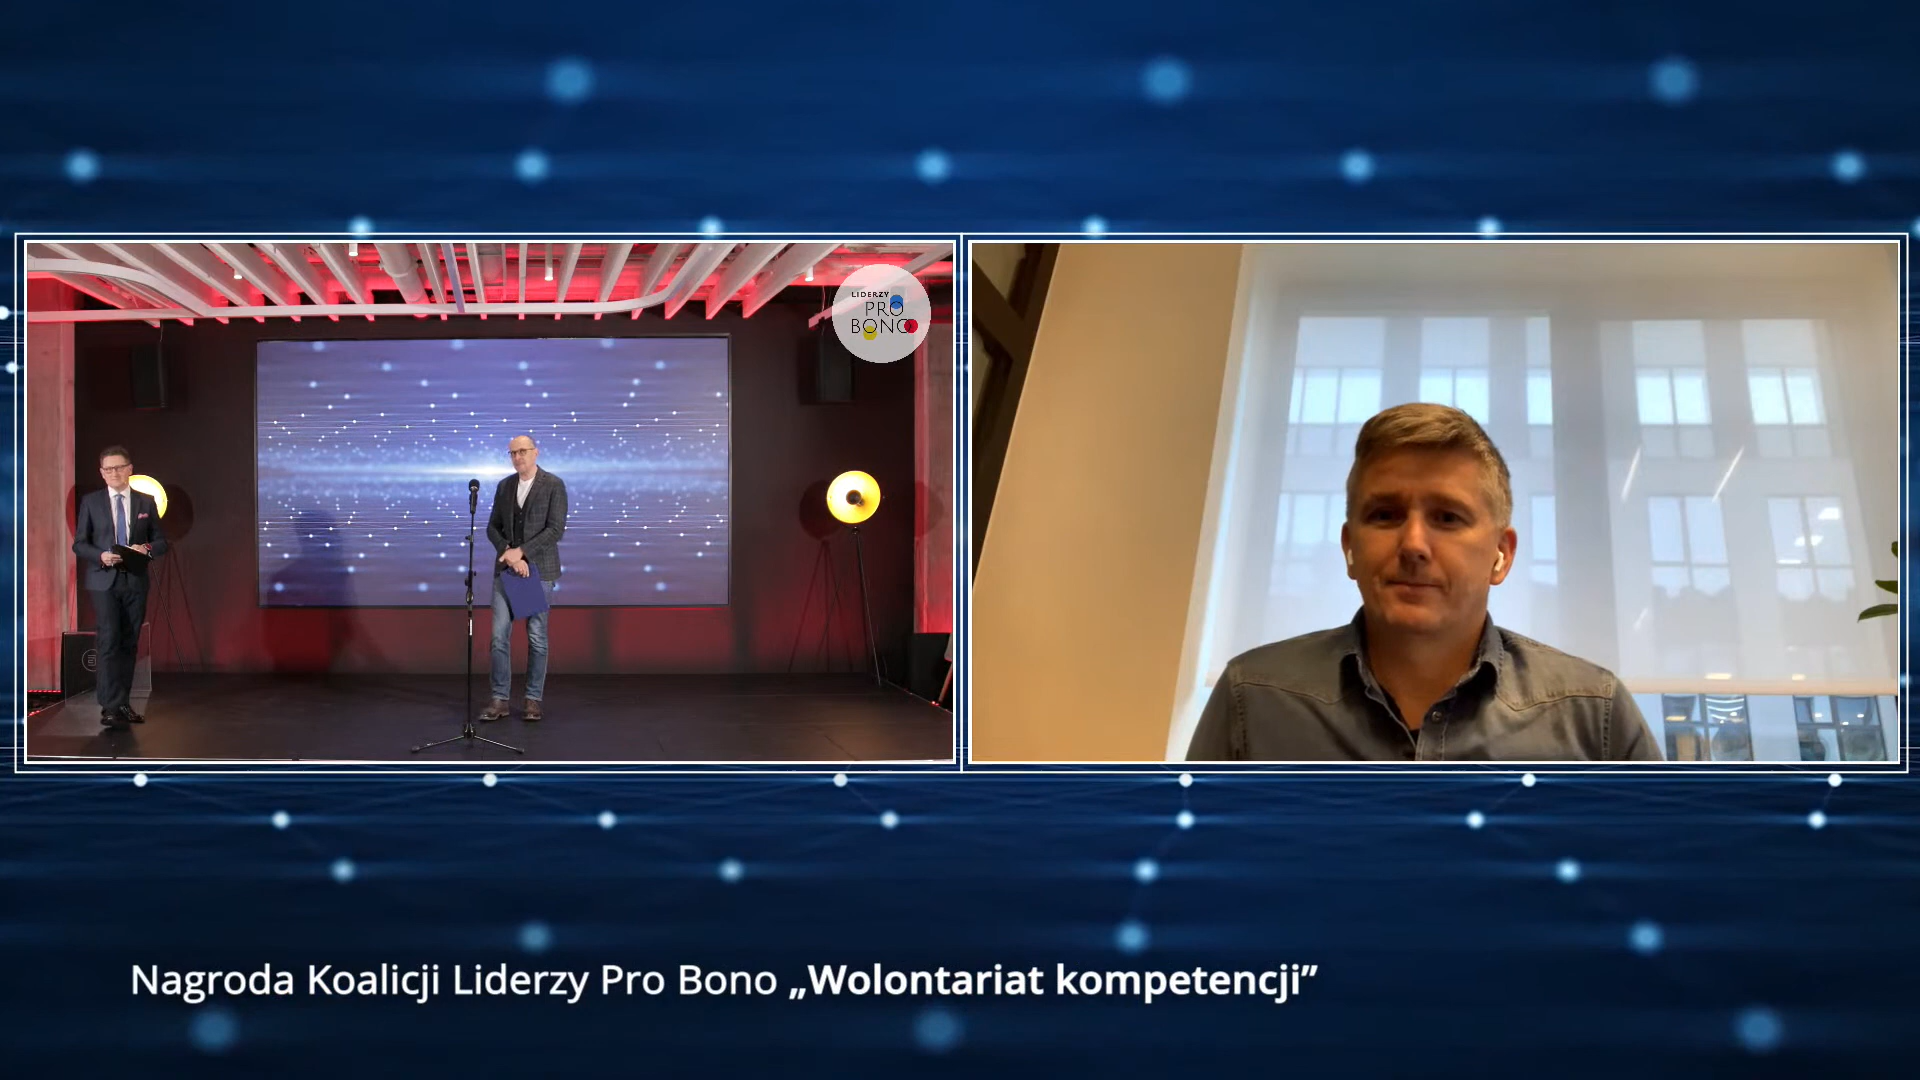 LIDERZY
PRO
BONO
Nagroda Koalicji Liderzy Pro Bono „Wolontariat kompetencji”